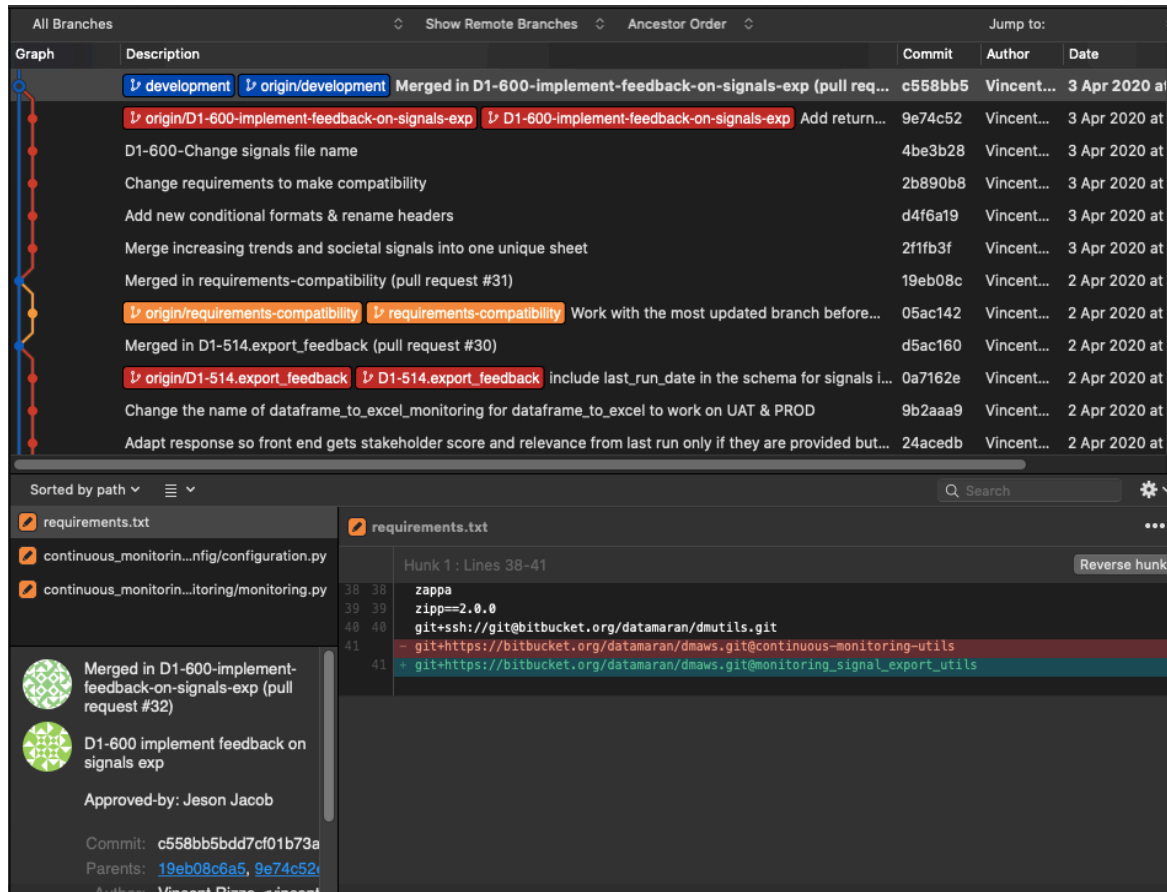 All Branches Show Remote Branches Ancestor Order Jump to:
Graph Description Commit Author Date
development origin/development Merged in D1-600-implement-feedback-on-signals-exp (pull req... c558bb5 Vincent... 3 Apr 2020 at
origin/D1-600-implement-feedback-on-signals-exp D1-600-implement-feedback-on-signals-exp Add return... 9e74c52 Vincent... 3 Apr 2020 at
D1-600-Change signals file name 4be3b28 Vincent... 3 Apr 2020 at
Change requirements to make compatibility 2b890b8 Vincent... 3 Apr 2020 at
Add new conditional formats & rename headers d4f6a19 Vincent... 3 Apr 2020 at
Merge increasing trends and societal signals into one unique sheet 2f1fb3f Vincent... 3 Apr 2020 at
Merged in requirements-compatibility (pull request #31) 19eb08c Vincent... 2 Apr 2020 at
origin/requirements-compatibility requirements-compatibility Work with the most updated branch before... 05ac142 Vincent... 2 Apr 2020 at
Merged in D1-514.export_feedback (pull request #30) d5ac160 Vincent... 2 Apr 2020 at
origin/D1-514.export_feedback D1-514.export_feedback include last_run_date in the schema for signals i... 0a7162e Vincent... 2 Apr 2020 at
Change the name of dataframe_to_excel_monitoring for dataframe_to_excel to work on UAT & PROD 9b2aaa9 Vincent... 2 Apr 2020 at
Adapt response so front end gets stakeholder score and relevance from last run only if they are provided but... 24acedb Vincent... 2 Apr 2020 at
Sorted by path Search
requirements.txt
continuous_monitorin...nfig/configuration.py
continuous_monitorin...itoring/monitoring.py
requirements.txt
Hunk 1 : Lines 38-41 Reverse hunk
38 38 zappa
39 39 zipp==2.0.0
40 40 git+ssh://git@bitbucket.org/datamaran/dmutils.git
41 - git+https://bitbucket.org/datamaran/dmaws.git@continuous-monitoring-utils
41 + git+https://bitbucket.org/datamaran/dmaws.git@monitoring_signal_export_utils
Merged in D1-600-implement-
feedback-on-signals-exp (pull
request #32)
D1-600 implement feedback on
signals exp
Approved-by: Jeson Jacob
Commit: c558bb5bdd7cf01b73a
Parents: 19eb08c6a5, 9e74c52